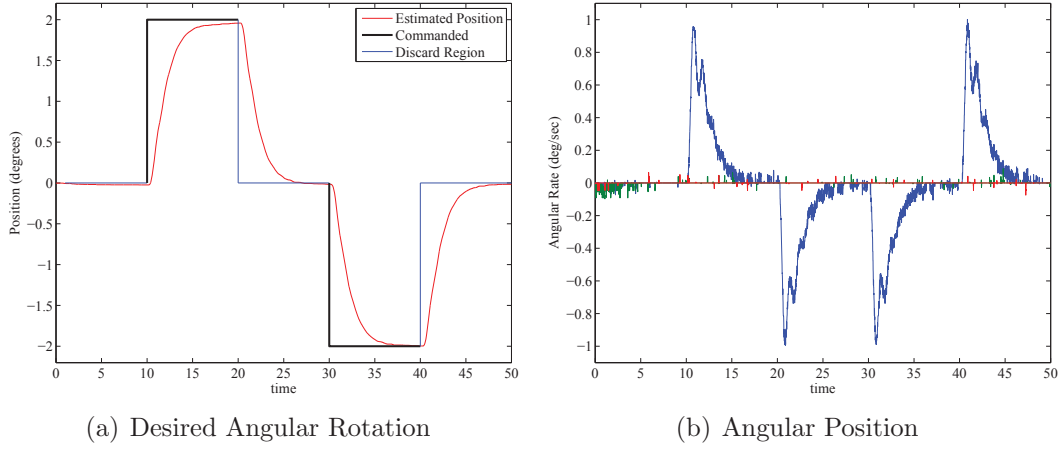 2
1.5
1
0.5
0
−0.5
−1
−1.5
−2
Position (degrees)
0 5 10 15 20 25 30 35 40 45 50
time
Estimated Position
Commanded
Discard Region
(a) Desired Angular Rotation
1
0.8
0.6
0.4
0.2
0
−0.2
−0.4
−0.6
−0.8
−1
Angular Rate (deg/sec)
0 5 10 15 20 25 30 35 40 45 50
time
(b) Angular Position